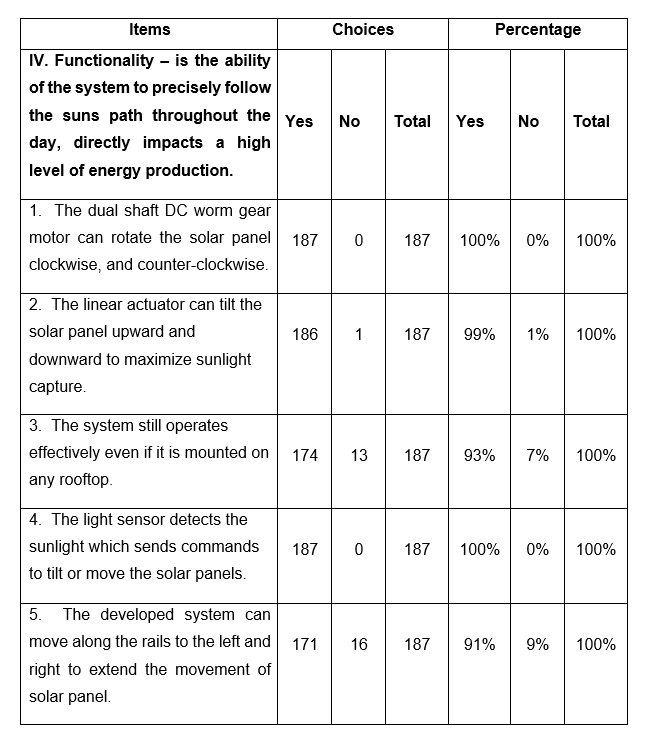 Items Choices Percentage
IV. Functionality – is the ability
of the system to precisely follow
the suns path throughout the
day, directly impacts a high
level of energy production.
Yes No Total Yes No Total
1. The dual shaft DC worm gear
motor can rotate the solar panel
clockwise, and counter-clockwise.
187 0 187 100% 0% 100%
2. The linear actuator can tilt the
solar panel upward and
downward to maximize sunlight
capture.
186 1 187 99% 1% 100%
3. The system still operates
effectively even if it is mounted on
any rooftop.
174 13 187 93% 7% 100%
4. The light sensor detects the
sunlight which sends commands
to tilt or move the solar panels.
187 0 187 100% 0% 100%
5. The developed system can
move along the rails to the left and
right to extend the movement of
solar panel.
171 16 187 91% 9% 100%